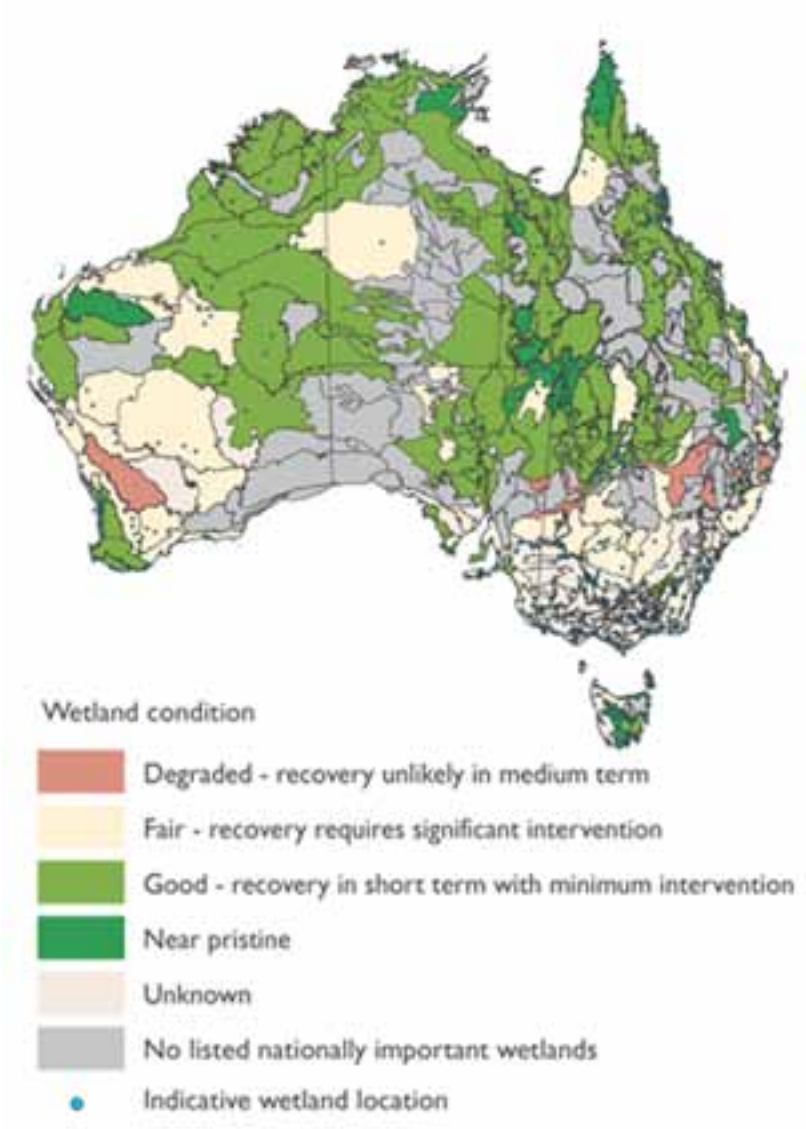 Wetland condition
Degraded - recovery unlikely in medium term
Fair - recovery requires significant intervention
Good - recovery in short term with minimum intervention
Near pristine
Unknown
No listed nationally important wetlands
Indicative wetland location